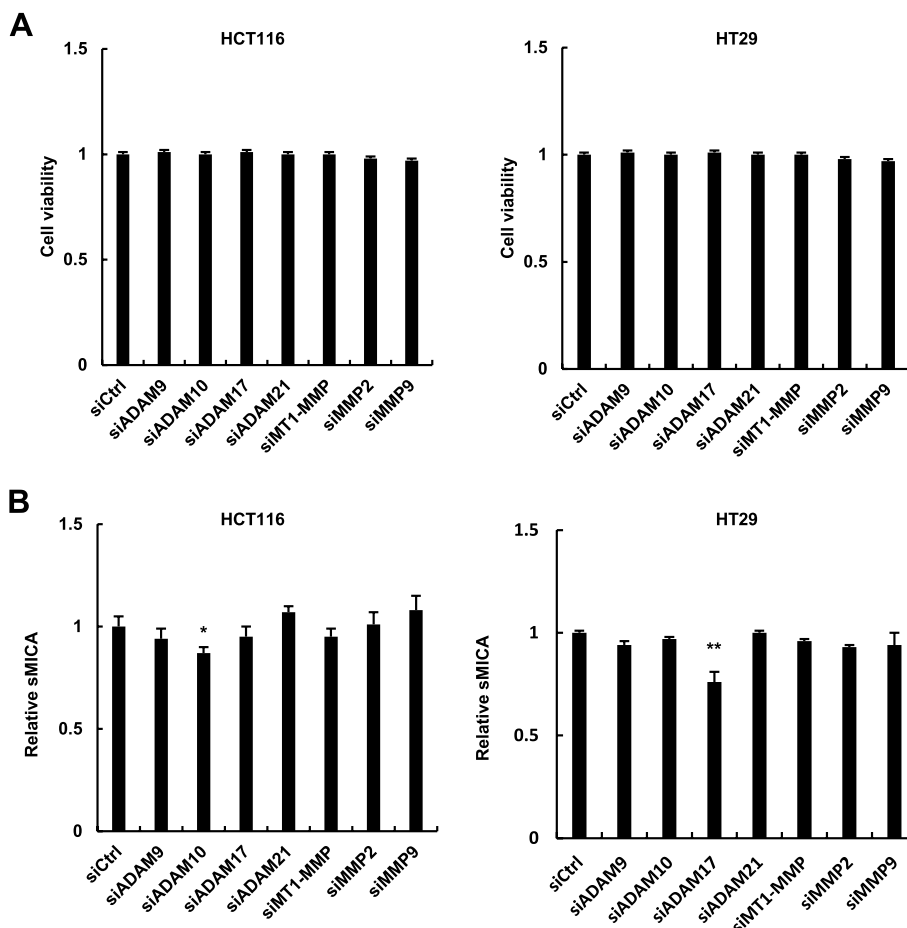 A
HCT116
1.5
1
0.5
0
Cell viability
siCtrl
siADAM9
siADAM10
siADAM17
siADAM21
siMT1-MMP
siMMP2
siMMP9
HT29
1.5
1
0.5
0
Cell viability
siCtrl
siADAM9
siADAM10
siADAM17
siADAM21
siMT1-MMP
siMMP2
siMMP9
B
HCT116
1.5
1
0.5
0
Relative sMICA
*
siCtrl
siADAM9
siADAM10
siADAM17
siADAM21
siMT1-MMP
siMMP2
siMMP9
HT29
1.5
1
0.5
0
Relative sMICA
**
siCtrl
siADAM9
siADAM10
siADAM17
siADAM21
siMT1-MMP
siMMP2
siMMP9